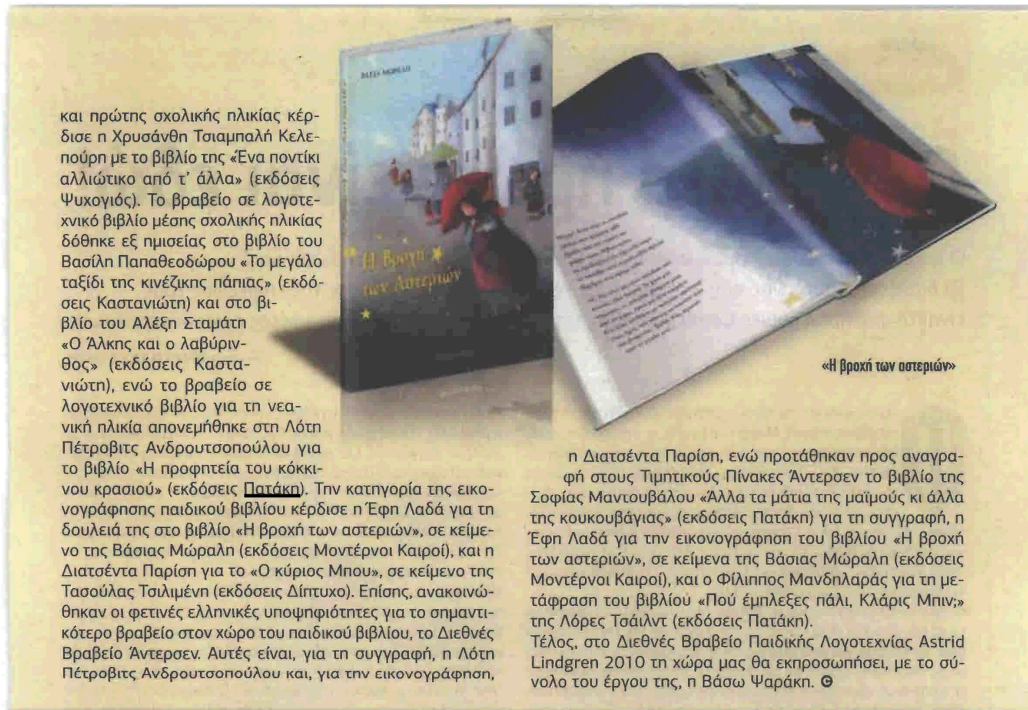 ΒΑΣΙΑ ΜΩΡΑΛΗ
Η Βροχή
των Αστεριών
«Η βροχή των αστεριών»
και πρώτης σχολικής ηλικίας κέρ-
δισε η Χρυσάνθη Τσιαμπαλή Κελε-
πούρη με το βιβλίο της «Ένα ποντίκι
αλλιώτικο από τ' άλλα» (εκδόσεις
Ψυχογιός). Το βραβείο σε λογοτε-
χνικό βιβλίο μέσης σχολικής ηλικίας
δόθηκε εξ ημισείας στο βιβλίο του
Βασίλη Παπαθεοδώρου «Το μεγάλο
ταξίδι της κινέζικης πάπιας» (εκδό-
σεις Καστανιώτη) και στο βι-
βλίο του Αλέξη Σταμάτη
«Ο Άλκης και ο λαβύριν-
θος» (εκδόσεις Καστα-
νιώτη), ενώ το βραβείο σε
λογοτεχνικό βιβλίο για τη νεα-
νική ηλικία απονεμήθηκε στη Λότη
Πέτροβιτς Ανδρουτσοπούλου για
το βιβλίο «Η προφητεία του κόκκι-
νου κρασιού» (εκδόσεις Πατάκη). Την κατηγορία της εικο-
νογράφησης παιδικού βιβλίου κέρδισε η Έφη Λαδά για τη
δουλειά της στο βιβλίο «Η βροχή των αστεριών», σε κείμε-
νο της Βάσιας Μώραλη (εκδόσεις Μοντέρνοι Καιροί), και η
Διατσέντα Παρίση για το «Ο κύριος Μπου», σε κείμενο της
Τασούλας Τσιλιμένη (εκδόσεις Δίπτυχο). Επίσης, ανακοινώ-
θηκαν οι φετινές ελληνικές υποψηφιότητες για το σημαντι-
κότερο βραβείο στον χώρο του παιδικού βιβλίου, το Διεθνές
Βραβείο Άντερσεν. Αυτές είναι, για τη συγγραφή, η Λότη
Πέτροβιτς Ανδρουτσοπούλου και, για την εικονογράφηση,
η Διατσέντα Παρίση, ενώ προτάθηκαν προς αναγρα-
φή στους Τιμητικούς Πίνακες Άντερσεν το βιβλίο της
Σοφίας Μαντουβάλου «Άλλα τα μάτια της μαϊμούς κι άλλα
της κουκουβάγιας» (εκδόσεις Πατάκη) για τη συγγραφή, η
Έφη Λαδά για την εικονογράφηση του βιβλίου «Η βροχή
των αστεριών», σε κείμενα της Βάσιας Μώραλη (εκδόσεις
Μοντέρνοι Καιροί), και ο Φίλιππος Μανδηλαράς για τη με-
τάφραση του βιβλίου «Πού έμπλεξες πάλι, Κλάρις Μπιν;»
της Λόρες Τσάιλντ (εκδόσεις Πατάκη).
Τέλος, στο Διεθνές Βραβείο Παιδικής Λογοτεχνίας Astrid
Lindgren 2010 τη χώρα μας θα εκπροσωπήσει, με το σύ-
νολο του έργου της, η Βάσω Ψαράκη.